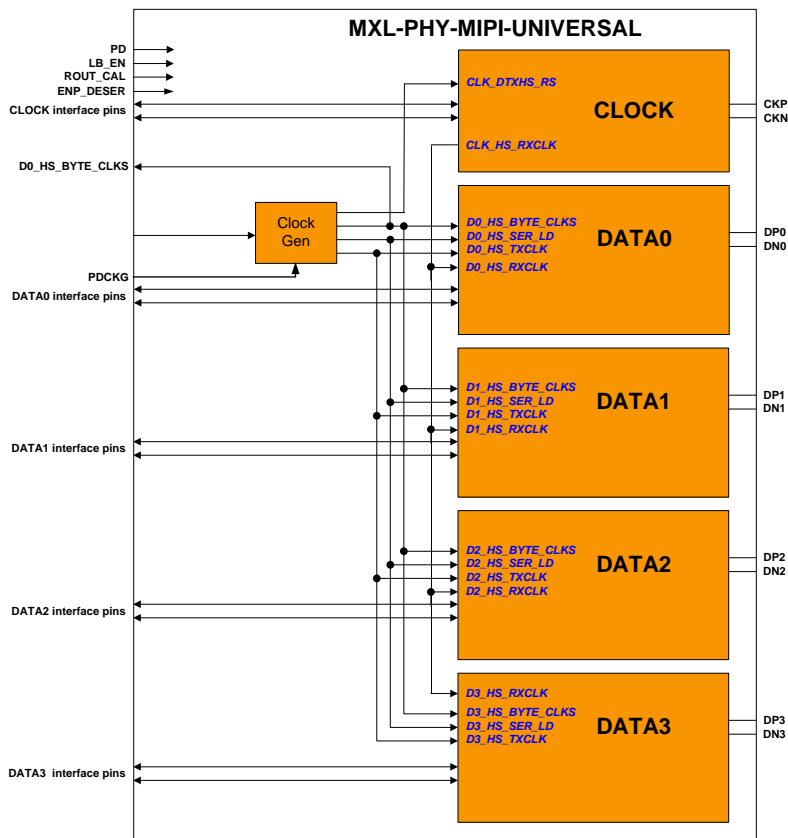 MXL-PHY-MIPI-UNIVERSAL
PD
LB_EN
ROUT_CAL
ENP_DESER
CLOCK interface pins
CLK_DTXHS_RS
CLOCK
CLK_HS_RXCLK
CKP
CKN
D0_HS_BYTE_CLKS
Clock
Gen
PDCKG
DATA0 interface pins
D0_HS_BYTE_CLKS
D0_HS_SER_LD
D0_HS_TXCLK
D0_HS_RXCLK
DATA0
DP0
DN0
D1_HS_BYTE_CLKS
D1_HS_SER_LD
D1_HS_TXCLK
D1_HS_RXCLK
DATA1
DP1
DN1
DATA1 interface pins
D2_HS_BYTE_CLKS
D2_HS_SER_LD
D2_HS_TXCLK
D2_HS_RXCLK
DATA2
DP2
DN2
DATA2 interface pins
D3_HS_RXCLK
D3_HS_BYTE_CLKS
D3_HS_SER_LD
D3_HS_TXCLK
DATA3
DP3
DN3
DATA3 interface pins